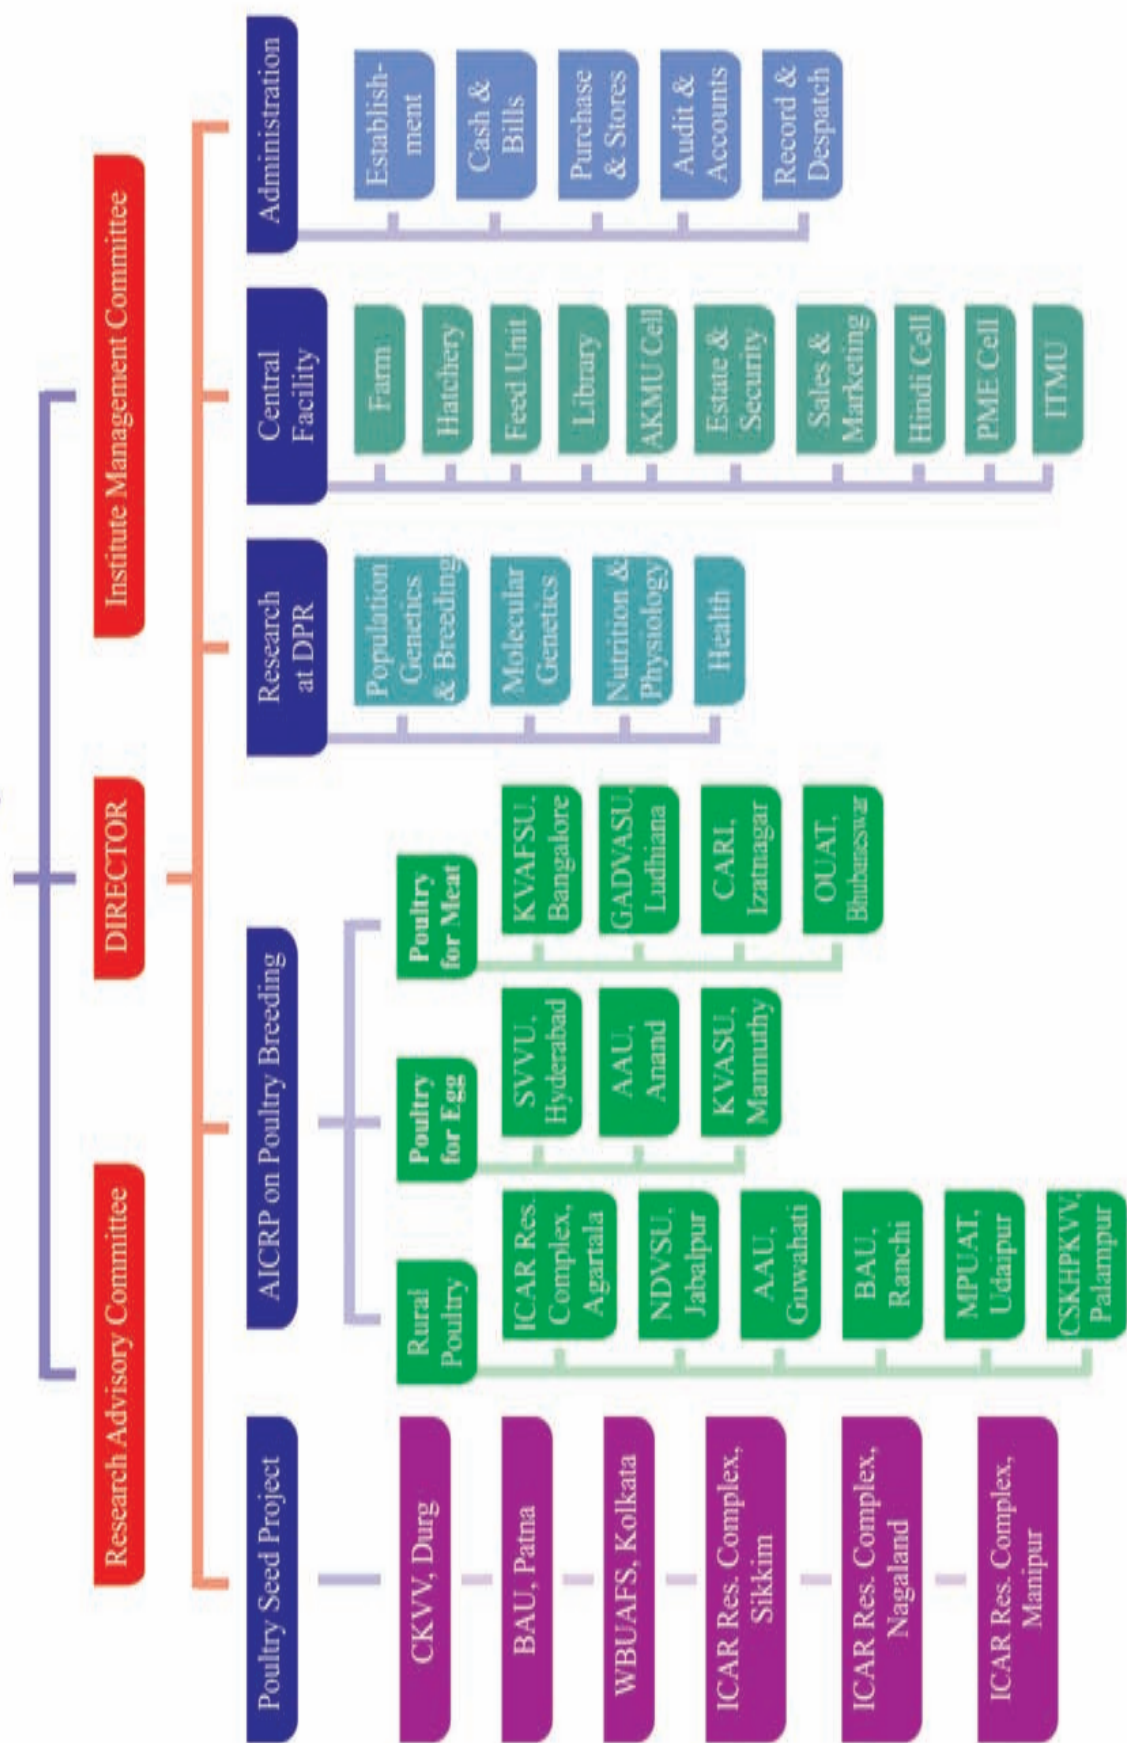 Research Advisory Committee
DIRECTOR
Institute Management Committee
Poultry Seed Project
AICRP on Poultry Breeding
Research
at DPR
Central
Facility
Administration
CKVV, Durg
BAU, Patna
WBUAFS, Kolkata
ICAR Res. Complex,
Sikkim
ICAR Res. Complex,
Nagaland
ICAR Res. Complex,
Manipur
Rural
Poultry
ICAR Res.
Complex,
Agartala
NDVSU,
Jabalpur
AAU,
Guwahati
BAU,
Ranchi
MPUAT,
Udaipur
CSKHPKVV,
Palampur
Poultry
for Egg
SVVU,
Hyderabad
AAU,
Anand
KVASU,
Mannuthy
Poultry
for Meat
KVAFSU,
Bangalore
GADVASU,
Ludhiana
CARI,
Izatnagar
OUAT,
Bhubaneswar
Population
Genetics
& Breeding
Molecular
Genetics
Nutrition &
Physiology
Health
Farm
Hatchery
Feed Unit
Library
AKMU Cell
Estate &
Security
Sales &
Marketing
Hindi Cell
PME Cell
ITMU
Establish-
ment
Cash &
Bills
Purchase
& Stores
Audit &
Accounts
Record &
Despatch